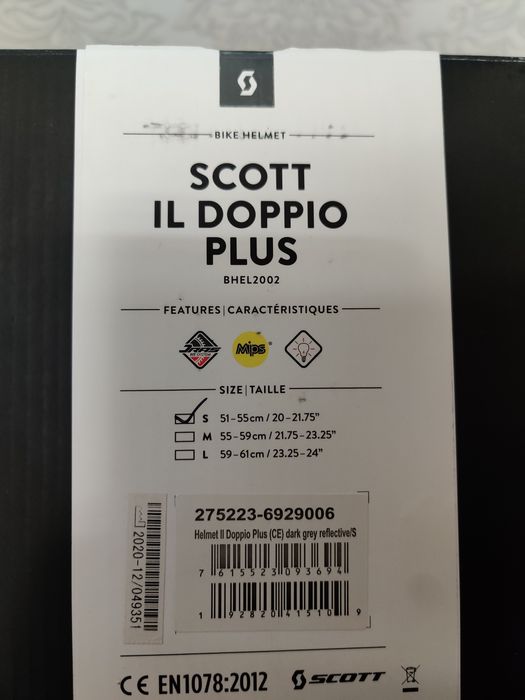 BIKE HELMET
SCOTT
IL DOPPIO
PLUS
BHEL2002
FEATURES | CARACTÉRISTIQUES
Mips
SIZE | TAILLE
S 51–55cm / 20–21.75”
M 55–59cm / 21.75–23.25”
L 59–61cm / 23.25–24”
275223-6929006
Helmet Il Doppio Plus (CE) dark grey reflective/S
7 615523 093694
1 92820 41510 9
2020-12/049351
CE EN1078:2012 SCOTT